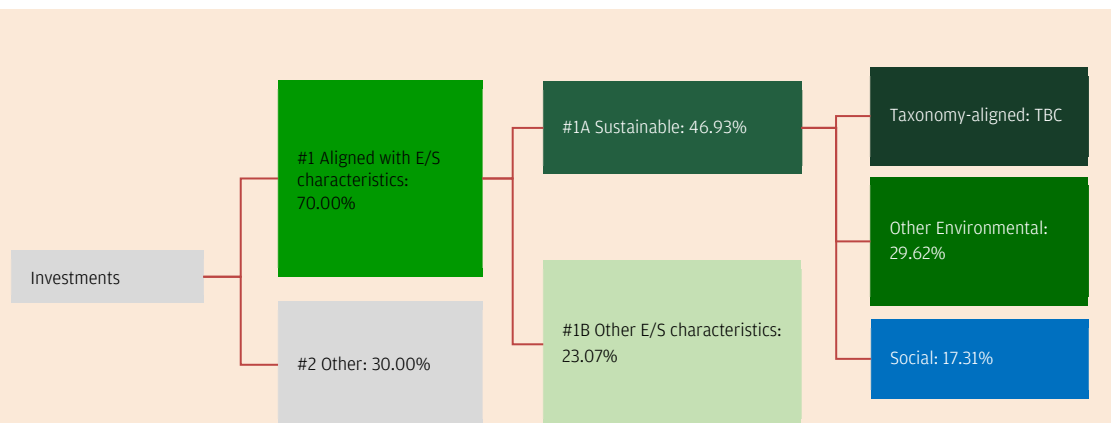 Investments
#1 Aligned with E/S
characteristics:
70.00%
#2 Other: 30.00%
#1A Sustainable: 46.93%
#1B Other E/S characteristics:
23.07%
Taxonomy-aligned: TBC
Other Environmental:
29.62%
Social: 17.31%